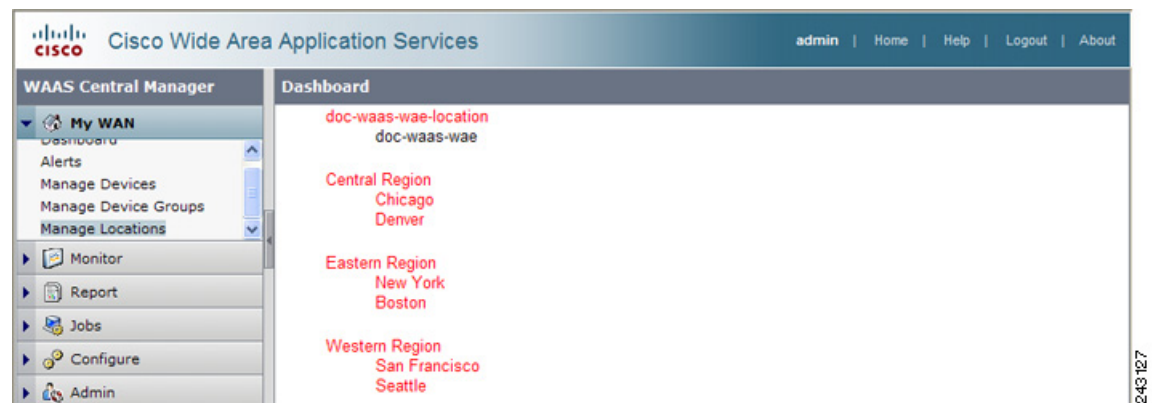 CISCO Cisco Wide Area Application Services admin | Home | Help | Logout | About
WAAS Central Manager
My WAN
Dashboard
Alerts
Manage Devices
Manage Device Groups
Manage Locations
Monitor
Report
Jobs
Configure
Admin
Dashboard
doc-waas-wae-location
doc-waas-wae
Central Region
Chicago
Denver
Eastern Region
New York
Boston
Western Region
San Francisco
Seattle
243127